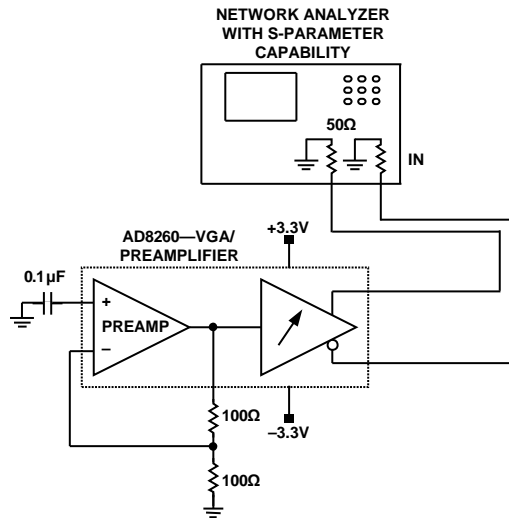 NETWORK ANALYZER
WITH S-PARAMETER
CAPABILITY
50Ω
IN
+3.3V
AD8260—VGA/
PREAMPLIFIER
0.1µF
+
PREAMP
–
100Ω
–3.3V
100Ω